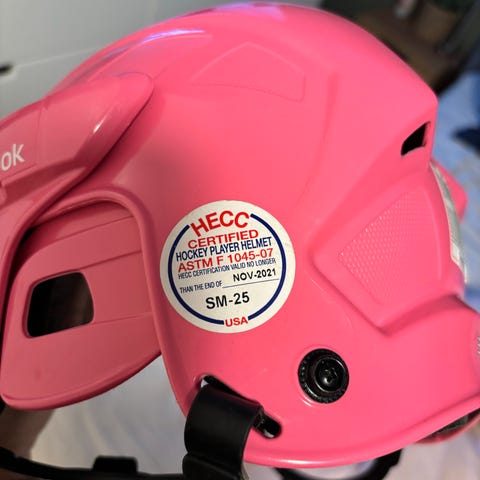 ok
HECC
CERTIFIED
HOCKEY PLAYER HELMET
ASTM F 1045-07
HECC CERTIFICATION VALID NO LONGER
THAN THE END OF NOV-2021
SM-25
USA